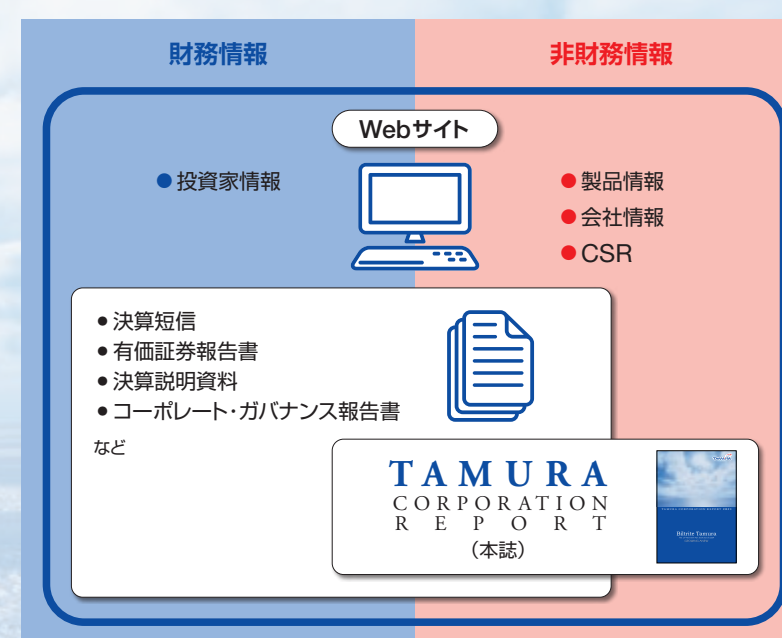 財務情報
非財務情報
Webサイト
●投資家情報
●製品情報
●会社情報
●CSR
●決算短信
●有価証券報告書
●決算説明資料
●コーポレート・ガバナンス報告書
など
TAMURA
CORPORATION
REPORT
（本誌）
Biltrite Tamura